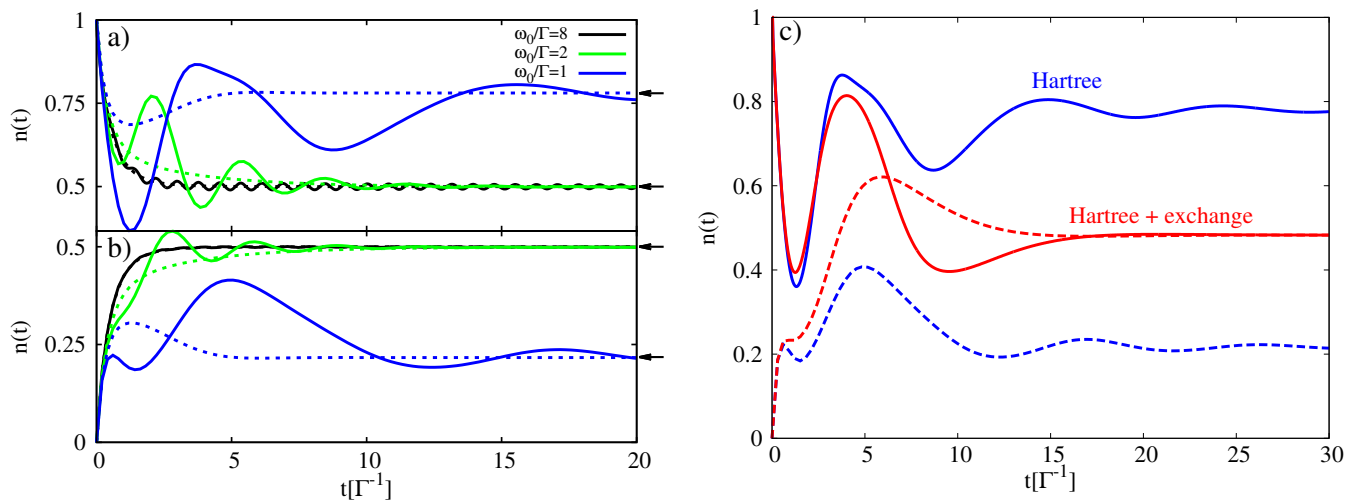 a)
ω₀/Γ=8
ω₀/Γ=2
ω₀/Γ=1
1
0.75
0.5
n(t)
b)
0.5
0.25
0
n(t)
0 5 10 15 20
t[Γ⁻¹]
c)
Hartree
Hartree + exchange
1
0.8
0.6
0.4
0.2
0
n(t)
0 5 10 15 20 25 30
t[Γ⁻¹]